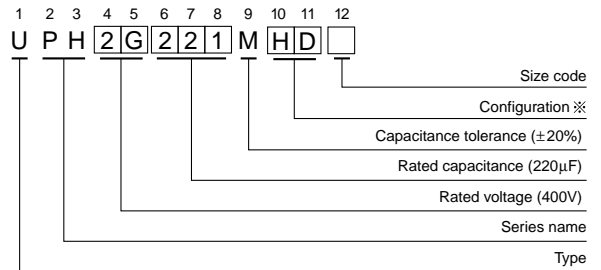 1 2 3 4 5 6 7 8 9 10 11 12
U P H 2 G 2 2 1 M H D
Size code
Configuration ※
Capacitance tolerance (±20%)
Rated capacitance (220μF)
Rated voltage (400V)
Series name
Type